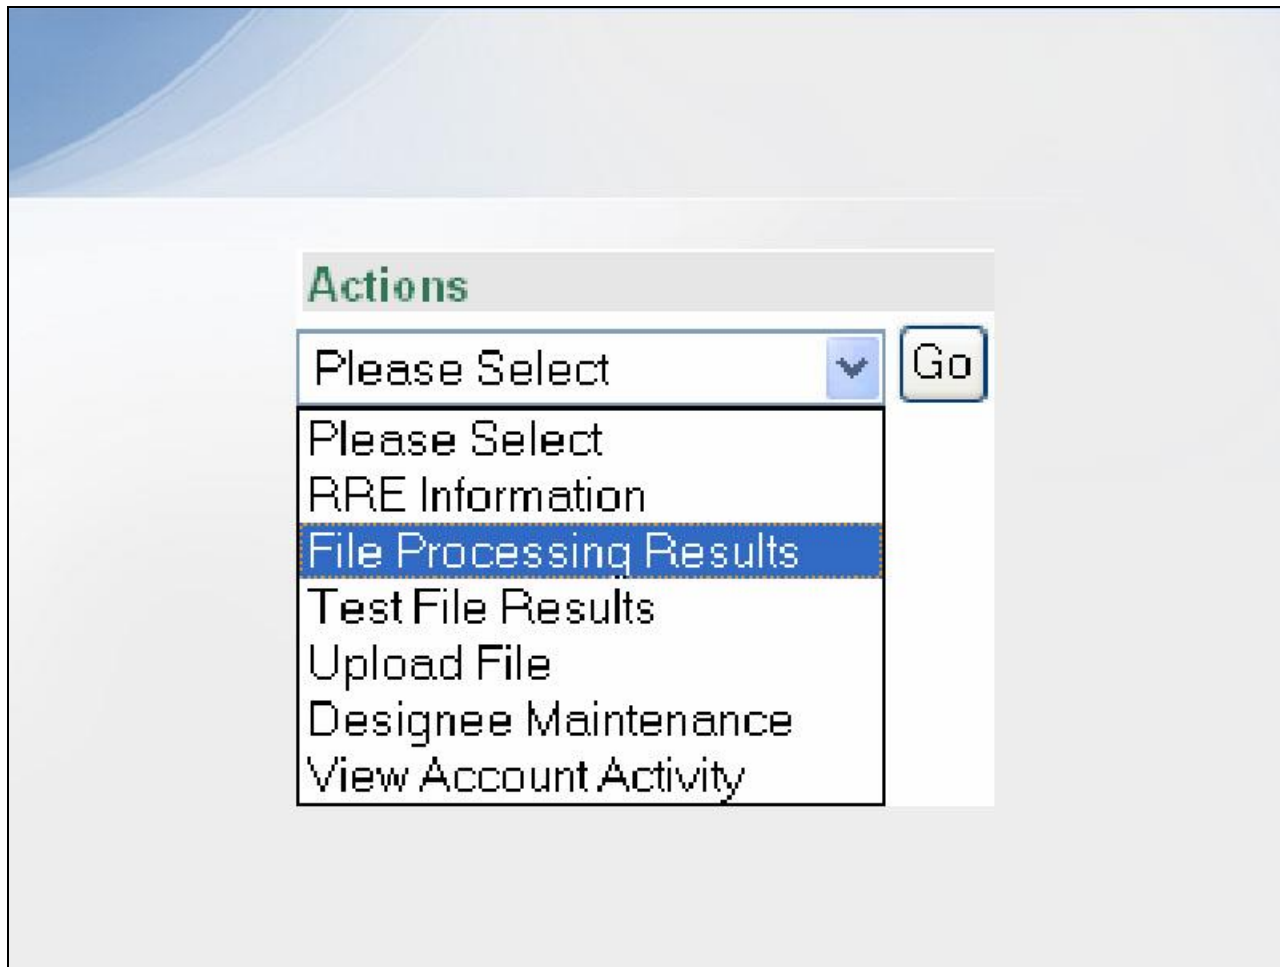 Actions
Please Select
Go
Please Select
RRE Information
File Processing Results
Test File Results
Upload File
Designee Maintenance
View Account Activity